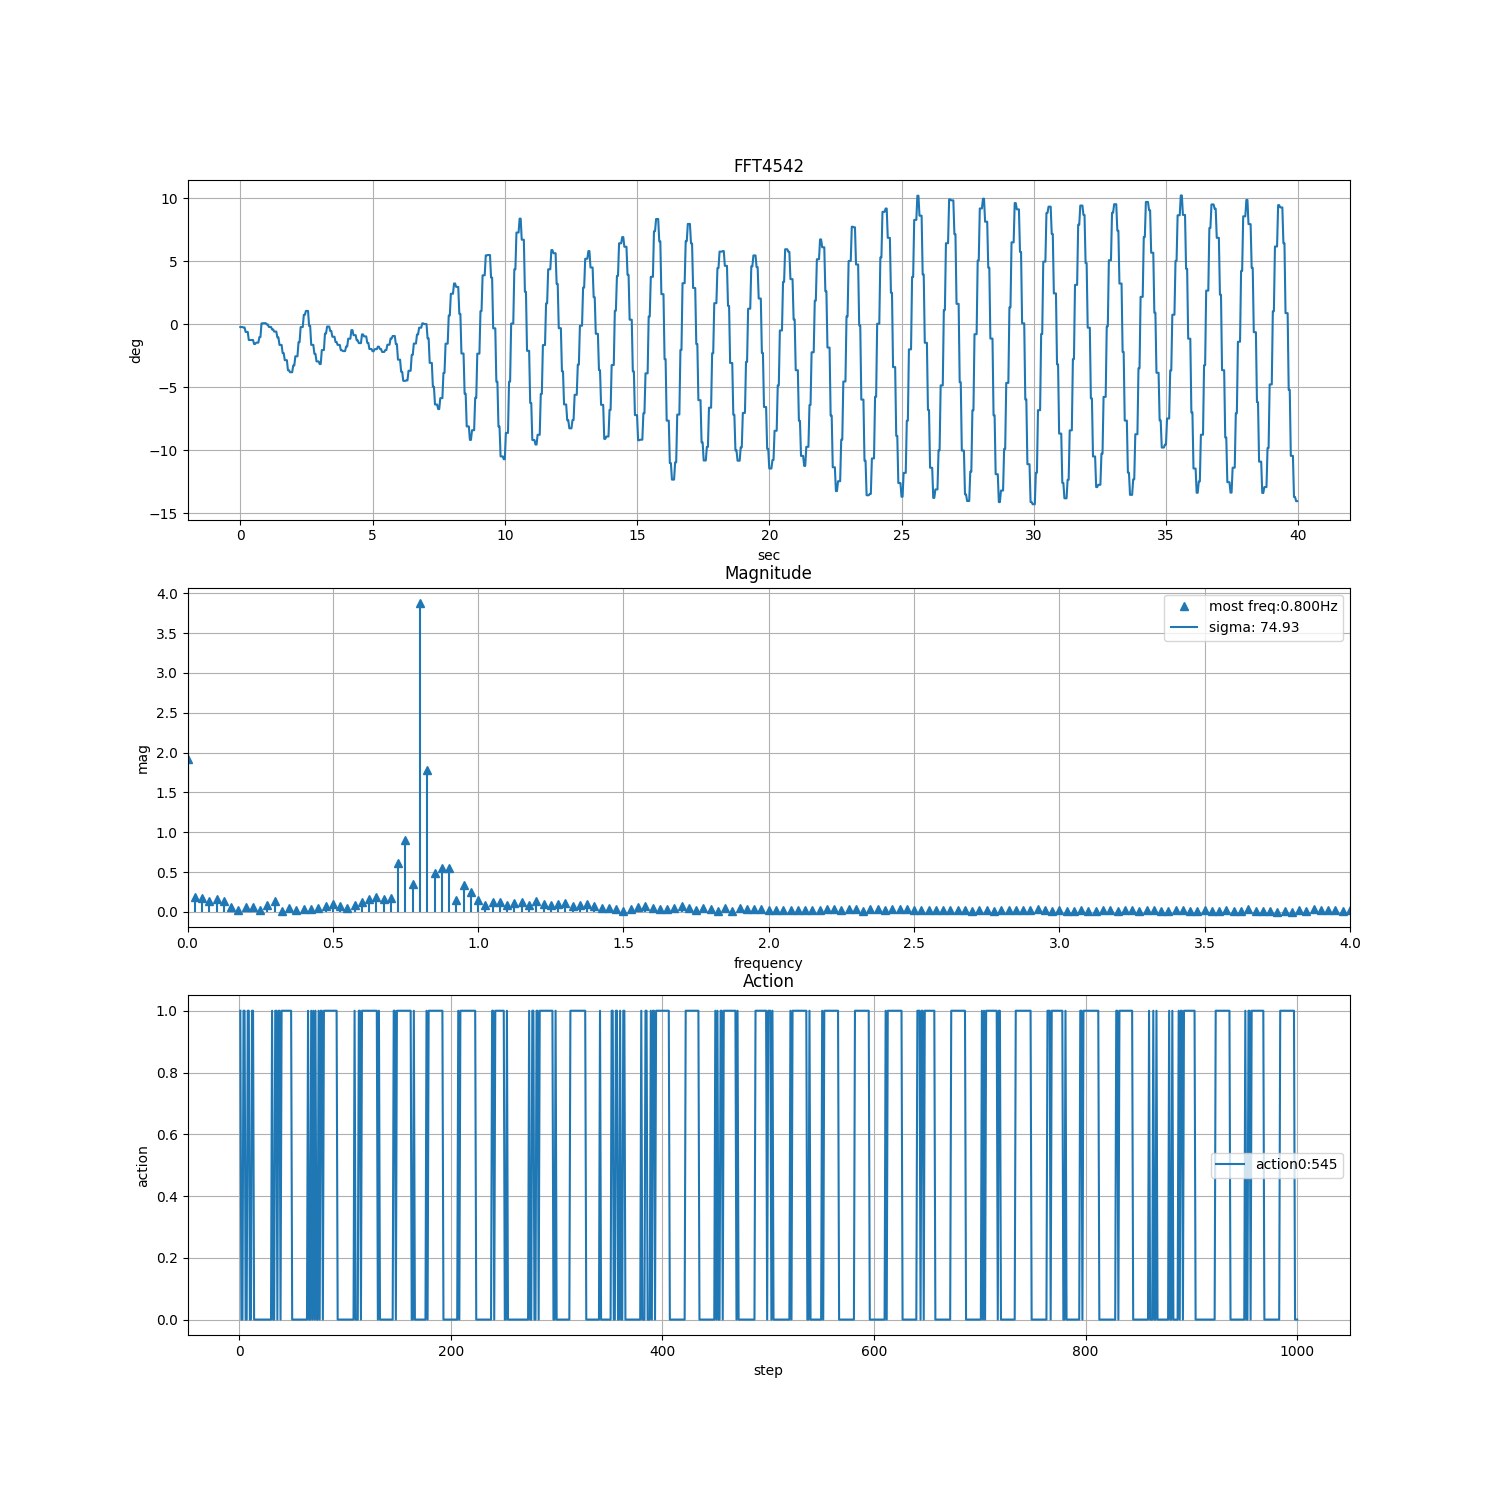 FFT4542
10
5
0
−5
−10
−15
deg
0 5 10 15 20 25 30 35 40
sec
Magnitude
4.0
3.5
3.0
2.5
2.0
1.5
1.0
0.5
0.0
mag
most freq:0.800Hz
sigma: 74.93
0.0 0.5 1.0 1.5 2.0 2.5 3.0 3.5 4.0
frequency
Action
1.0
0.8
0.6
0.4
0.2
0.0
action
action0:545
0 200 400 600 800 1000
step